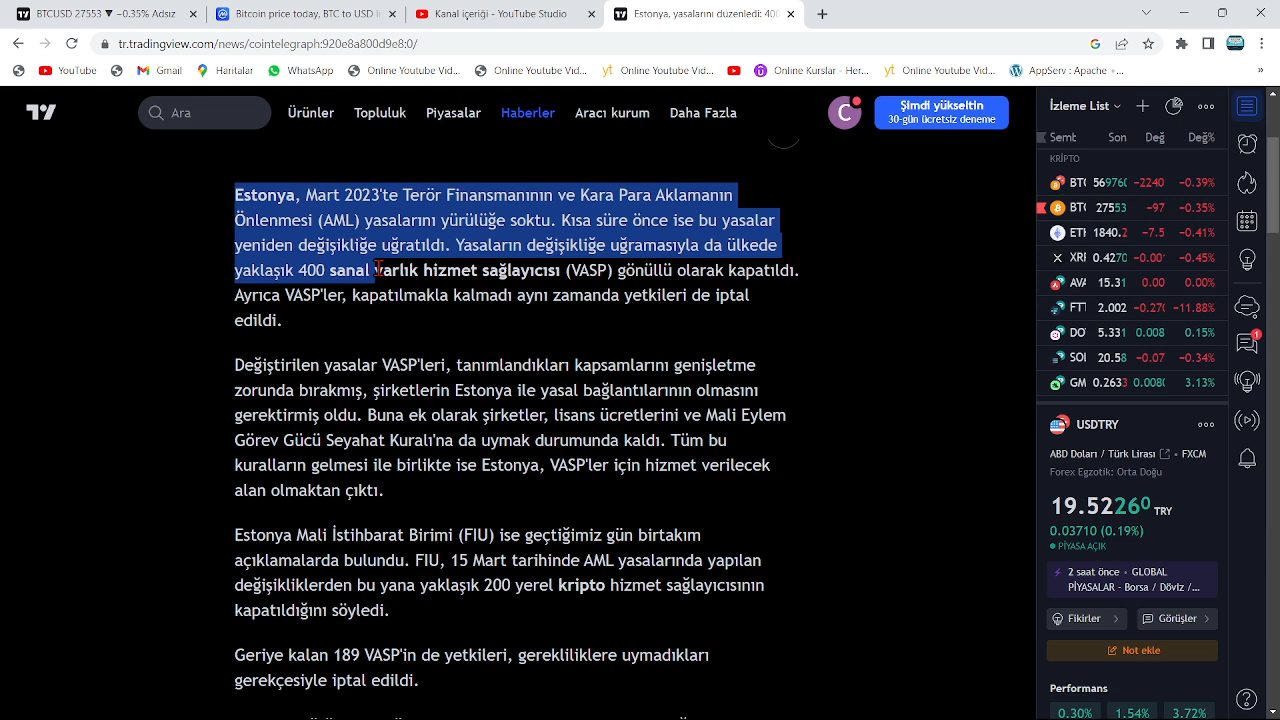 BTCUSD 27553 ▼ −0.35% Adsız
Bitcoin price today, BTC to USD li
Kanal içeriği - YouTube Studio
Estonya, yasalarını düzenledi: 400
tr.tradingview.com/news/cointelegraph:920e8a800d9e8:0/
YouTube
Gmail
Haritalar
WhatsApp
Online Youtube Vid...
Online Youtube Vid...
Online Youtube Vid...
Online Kurslar - Her...
Online Youtube Vid...
AppServ : Apache +...
»
Ara
Ürünler
Topluluk
Piyasalar
Haberler
Aracı kurum
Daha Fazla
C
Şimdi yükseltin
30-gün ücretsiz deneme
Estonya, Mart 2023'te Terör Finansmanının ve Kara Para Aklamanın
Önlenmesi (AML) yasalarını yürülüğe soktu. Kısa süre önce ise bu yasalar
yeniden değişikliğe uğratıldı. Yasaların değişikliğe uğramasıyla da ülkede
yaklaşık 400 sanal varlık hizmet sağlayıcısı (VASP) gönüllü olarak kapatıldı.
Ayrıca VASP'ler, kapatılmakla kalmadı aynı zamanda yetkileri de iptal
edildi.
Değiştirilen yasalar VASP'leri, tanımlandıkları kapsamlarını genişletme
zorunda bırakmış, şirketlerin Estonya ile yasal bağlantılarının olmasını
gerektirmiş oldu. Buna ek olarak şirketler, lisans ücretlerini ve Mali Eylem
Görev Gücü Seyahat Kuralı'na da uymak durumunda kaldı. Tüm bu
kuralların gelmesi ile birlikte ise Estonya, VASP'ler için hizmet verilecek
alan olmaktan çıktı.
Estonya Mali İstihbarat Birimi (FIU) ise geçtiğimiz gün birtakım
açıklamalarda bulundu. FIU, 15 Mart tarihinde AML yasalarında yapılan
değişikliklerden bu yana yaklaşık 200 yerel kripto hizmet sağlayıcısının
kapatıldığını söyledi.
Geriye kalan 189 VASP'in de yetkileri, gerekliliklere uymadıkları
gerekçesiyle iptal edildi.
İzleme List
Semb Son Değ Değ%
KRİPTO
BT( 56976( −2240 −0.39%
BT( 27553 −97 −0.35%
ETI 1840.2 −7.5 −0.41%
XRI 0.4270 −0.00 −0.45%
AVA 15.31 0.00 0.00%
FTT 2.002 −0.27( −11.88%
DO 5.331 0.008 0.15%
SOI 20.58 −0.07 −0.34%
GM 0.2633 0.008( 3.13%
USDTRY
ABD Doları / Türk Lirası • FXCM
Forex Egzotik: Orta Doğu
19.52260 TRY
0.03710 (0.19%)
PİYASA AÇIK
2 saat önce • GLOBAL
PİYASALAR - Borsa / Döviz /...
Fikirler
Görüşler
Not ekle
Performans
0.30% 1.54% 3.72%
1